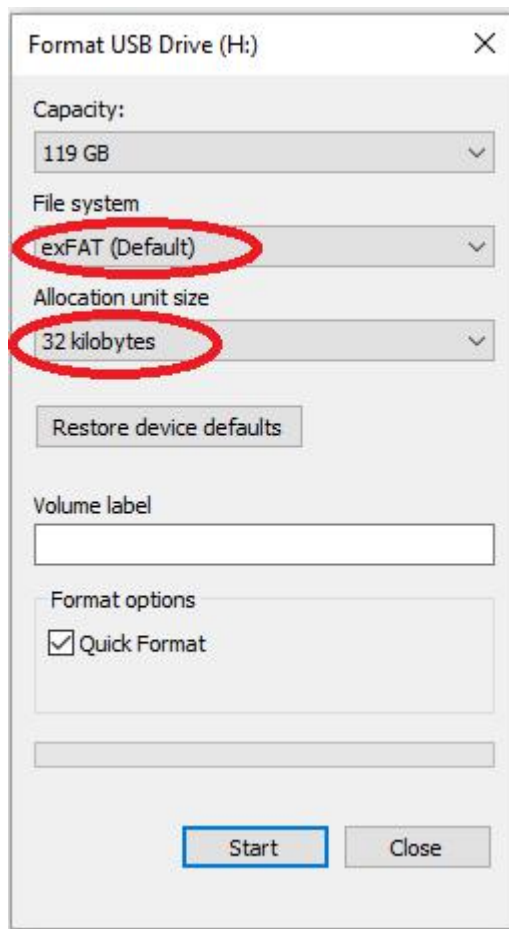 Format USB Drive (H:)
Capacity:
119 GB
File system
exFAT (Default)
Allocation unit size
32 kilobytes
Restore device defaults
Volume label
Format options
Quick Format
Start
Close